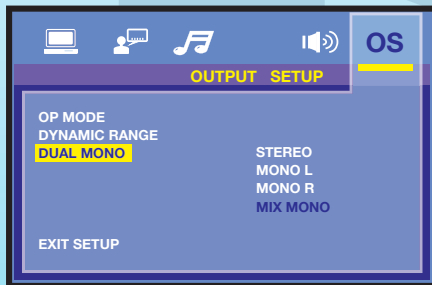 OS
OUTPUT SETUP
OP MODE
DYNAMIC RANGE
DUAL MONO
STEREO
MONO L
MONO R
MIX MONO
EXIT SETUP